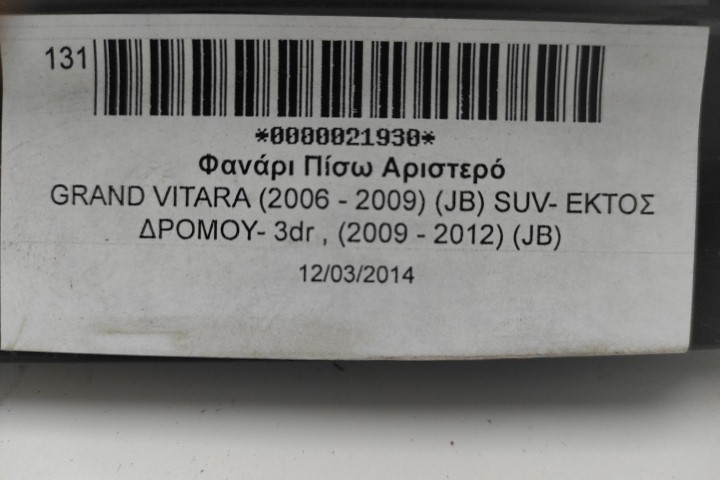 131
*0000021930*
Φανάρι Πίσω Αριστερό
GRAND VITARA (2006 - 2009) (JB) SUV- ΕΚΤΟΣ
ΔΡΟΜΟΥ- 3dr , (2009 - 2012) (JB)
12/03/2014